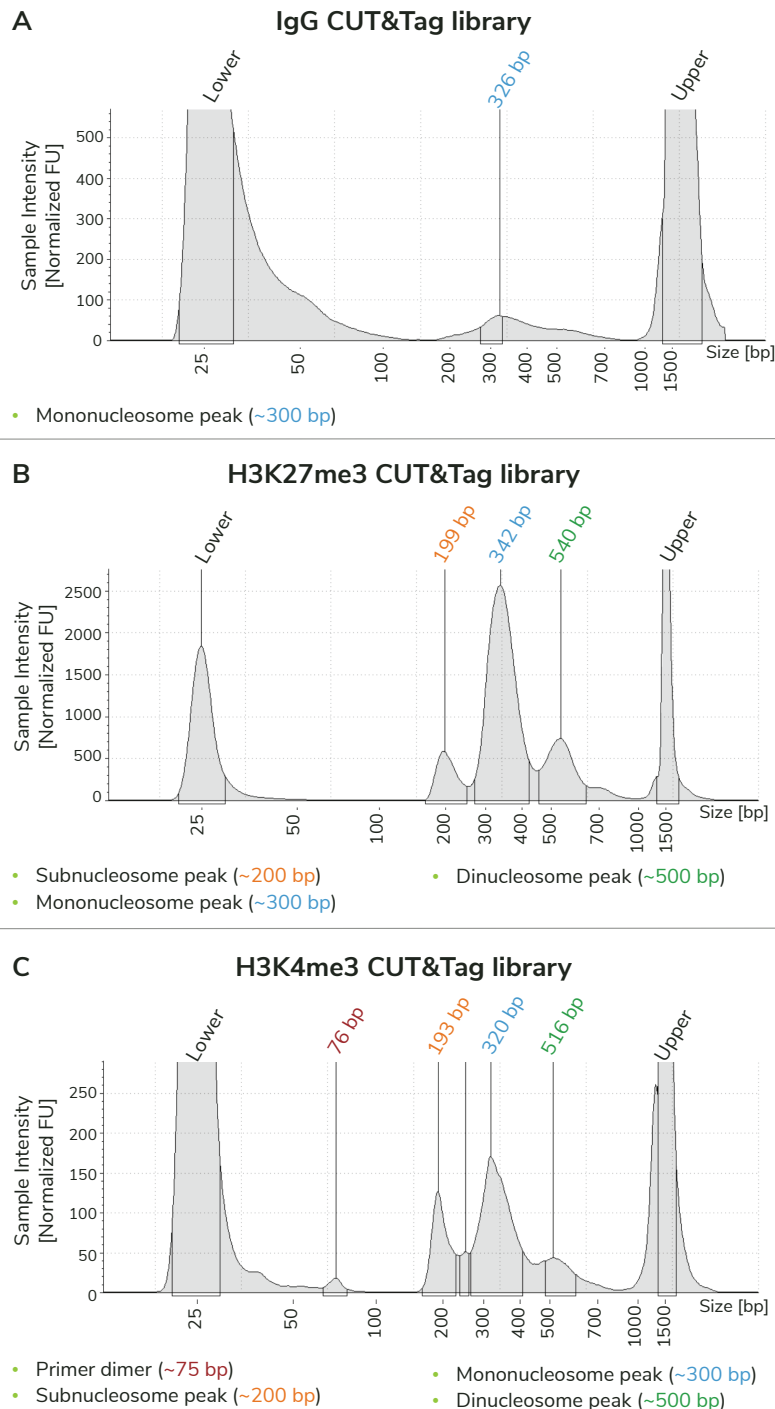 A
IgG CUT&Tag library
Lower
326 bp
Upper
Sample Intensity
[Normalized FU]
500
400
300
200
100
0
25
50
100
200
300
400
500
700
1000
1500
Size [bp]
• Mononucleosome peak (~300 bp)
B
H3K27me3 CUT&Tag library
Lower
199 bp
342 bp
540 bp
Upper
Sample Intensity
[Normalized FU]
2500
2000
1500
1000
500
0
25
50
100
200
300
400
500
700
1000
1500
Size [bp]
• Subnucleosome peak (~200 bp)
• Mononucleosome peak (~300 bp)
• Dinucleosome peak (~500 bp)
C
H3K4me3 CUT&Tag library
Lower
76 bp
193 bp
320 bp
516 bp
Upper
Sample Intensity
[Normalized FU]
250
200
150
100
50
0
25
50
100
200
300
400
500
700
1000
1500
Size [bp]
• Primer dimer (~75 bp)
• Subnucleosome peak (~200 bp)
• Mononucleosome peak (~300 bp)
• Dinucleosome peak (~500 bp)